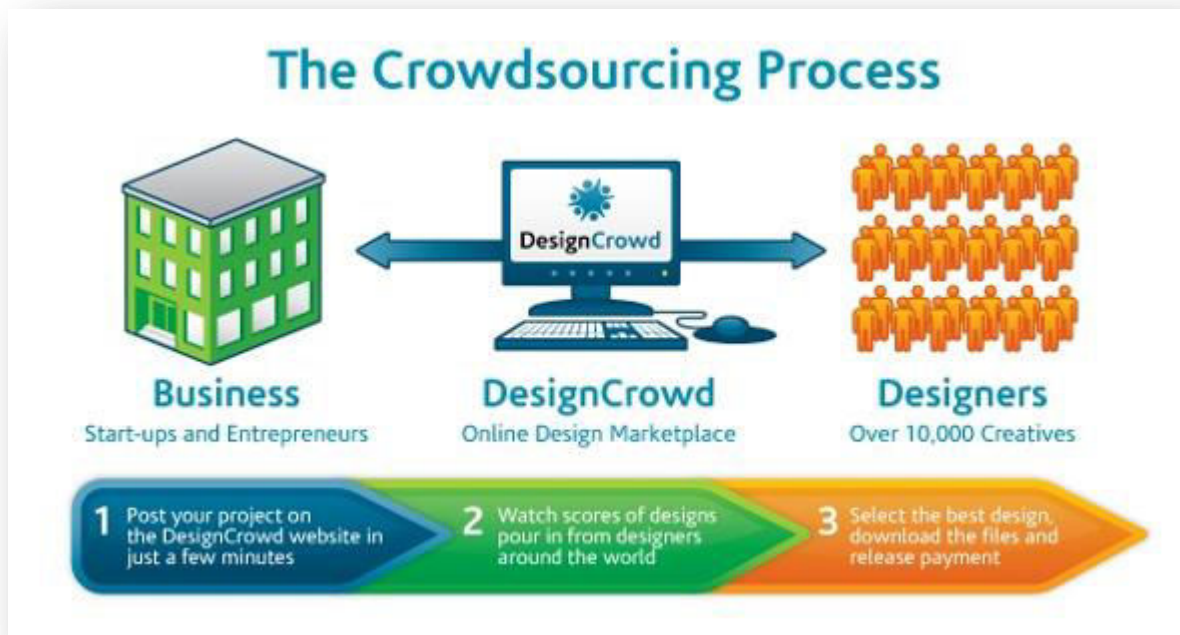 The Crowdsourcing Process
DesignCrowd
Business
Start-ups and Entrepreneurs
DesignCrowd
Online Design Marketplace
Designers
Over 10,000 Creatives
1 Post your project on
the DesignCrowd website in
just a few minutes
2 Watch scores of designs
pour in from designers
around the world
3 Select the best design,
download the files and
release payment